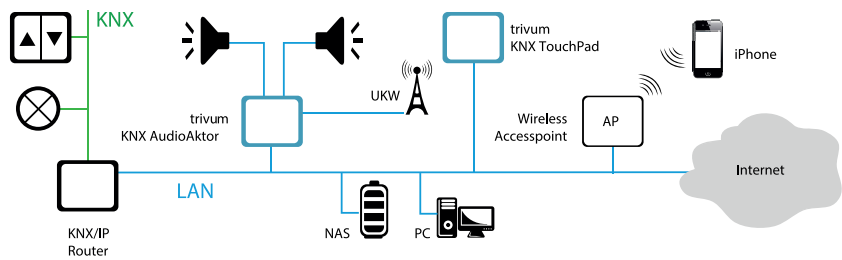 KNX
trivum
KNX TouchPad
iPhone
UKW
trivum
KNX AudioAktor
Wireless
Accesspoint
AP
Internet
LAN
NAS
PC
KNX/IP
Router